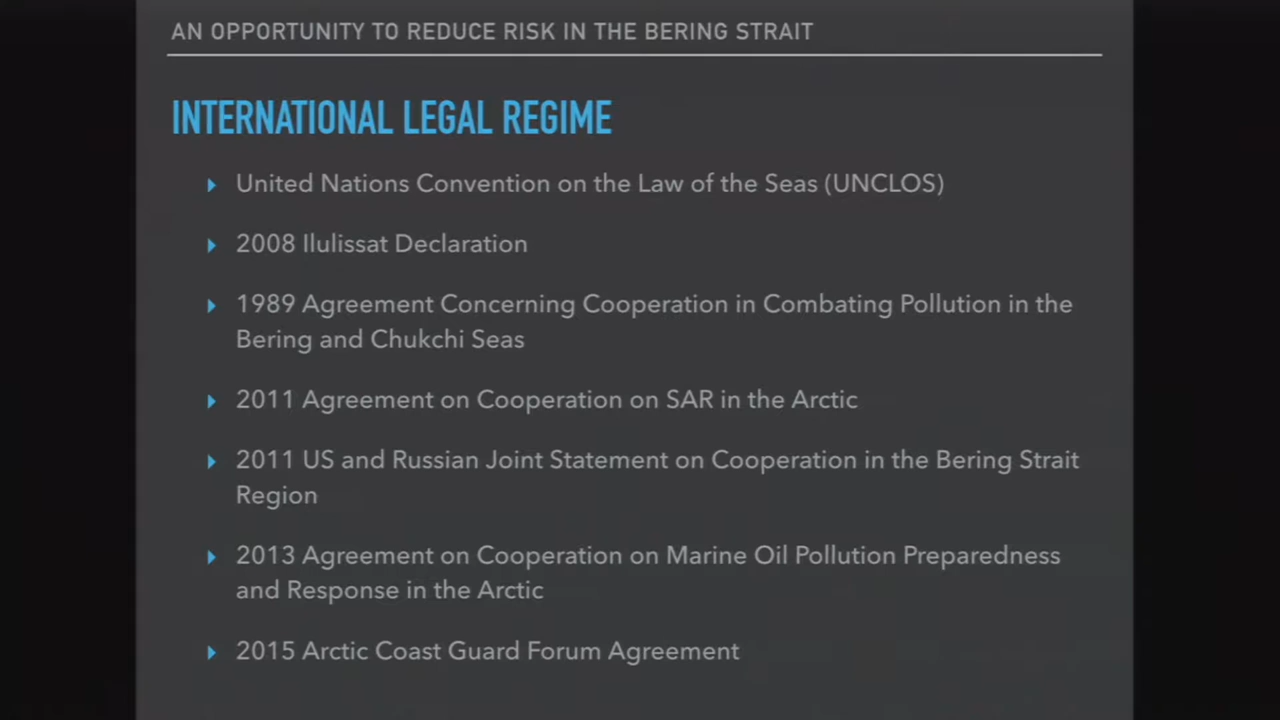 AN OPPORTUNITY TO REDUCE RISK IN THE BERING STRAIT
INTERNATIONAL LEGAL REGIME
United Nations Convention on the Law of the Seas (UNCLOS)
2008 Ilulissat Declaration
1989 Agreement Concerning Cooperation in Combating Pollution in the
Bering and Chukchi Seas
2011 Agreement on Cooperation on SAR in the Arctic
2011 US and Russian Joint Statement on Cooperation in the Bering Strait
Region
2013 Agreement on Cooperation on Marine Oil Pollution Preparedness
and Response in the Arctic
2015 Arctic Coast Guard Forum Agreement